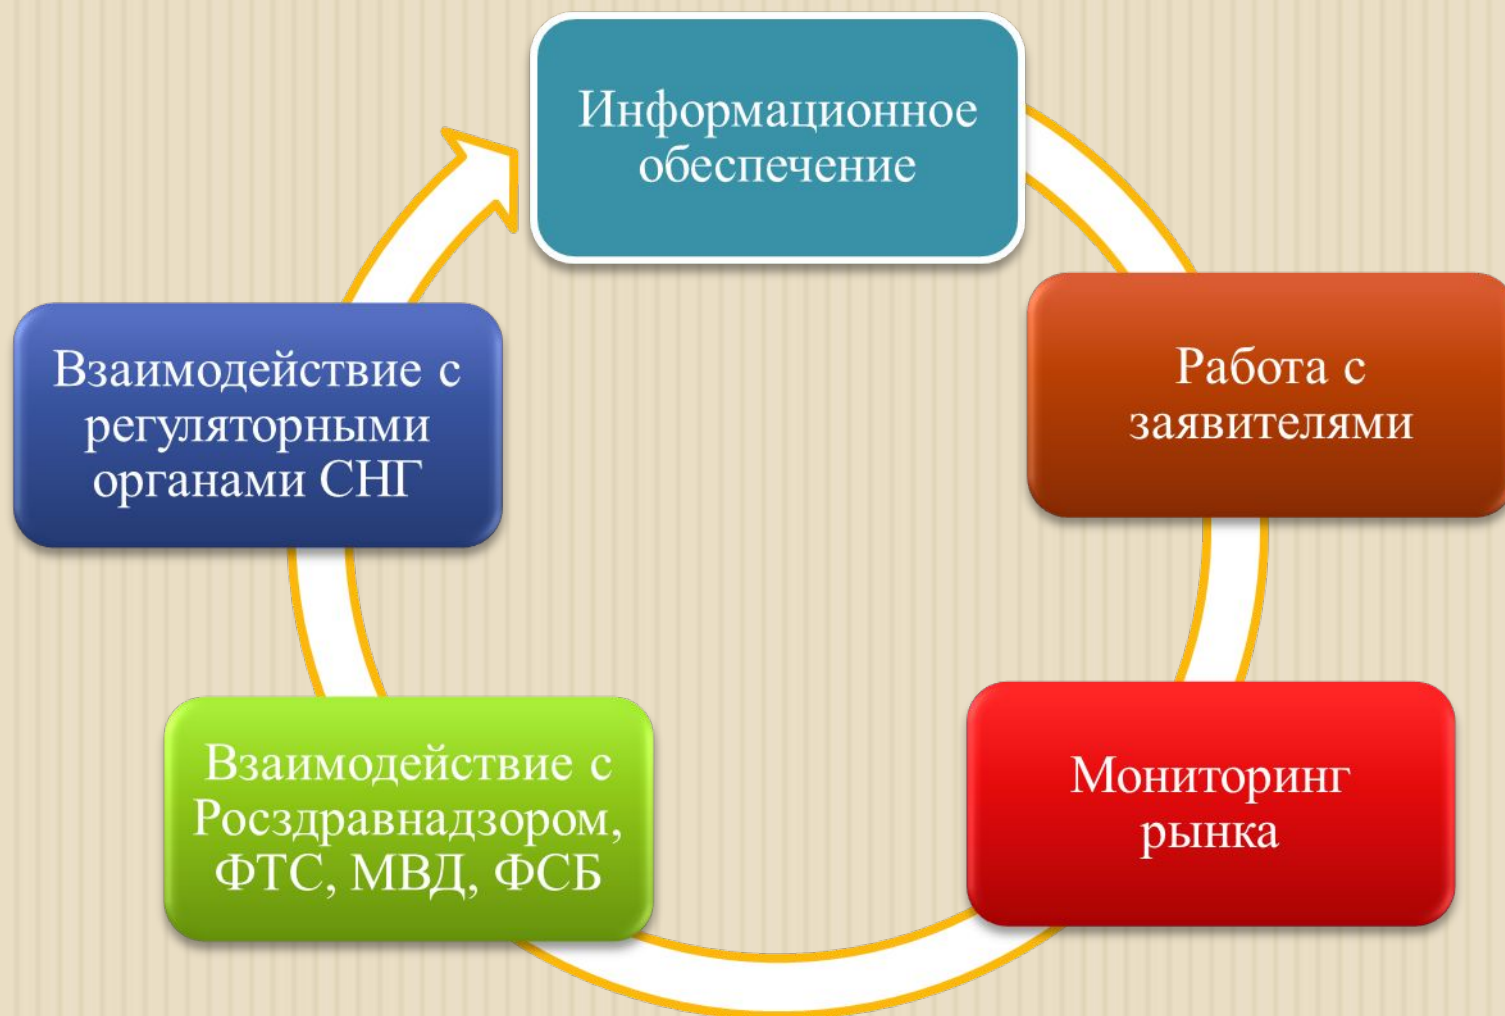 Информационное
обеспечение
Работа с
заявителями
Мониторинг
рынка
Взаимодействие с
Росздравнадзором,
ФТС, МВД, ФСБ
Взаимодействие с
регуляторными
органами СНГ